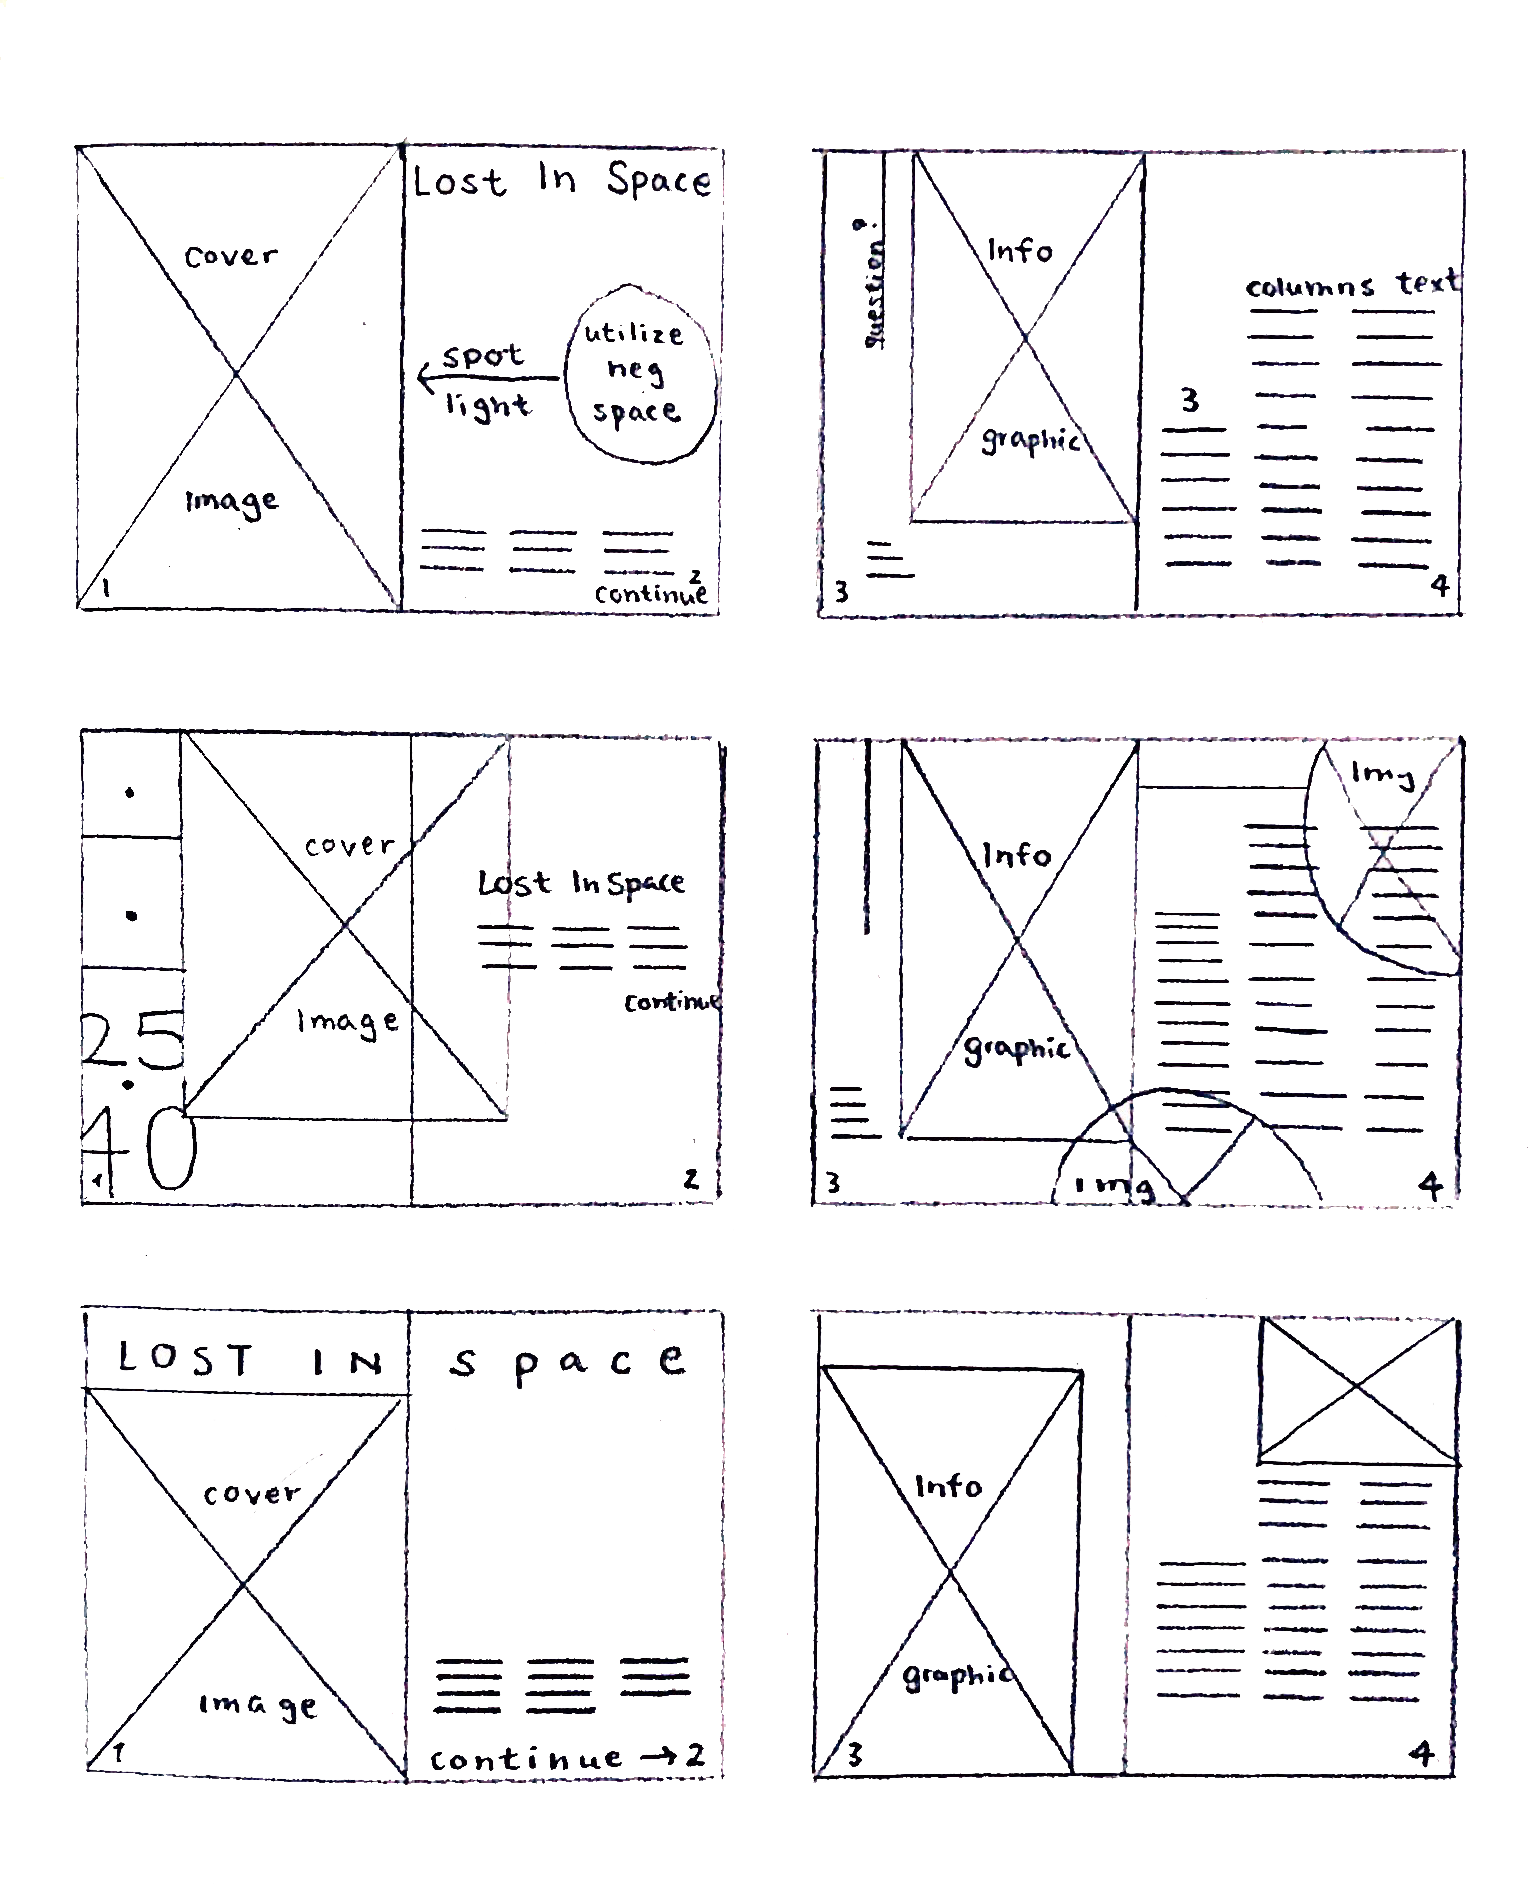 Lost In Space
cover
utilize
neg
space
spot
light
Image
1
2
continue
question?
Info
columns text
3
graphic
3
4
cover
Lost In Space
Image
continue
25
40
1
2
Img
Info
graphic
img
3
4
LOST IN space
cover
Image
1
continue → 2
Info
graphic
3
4